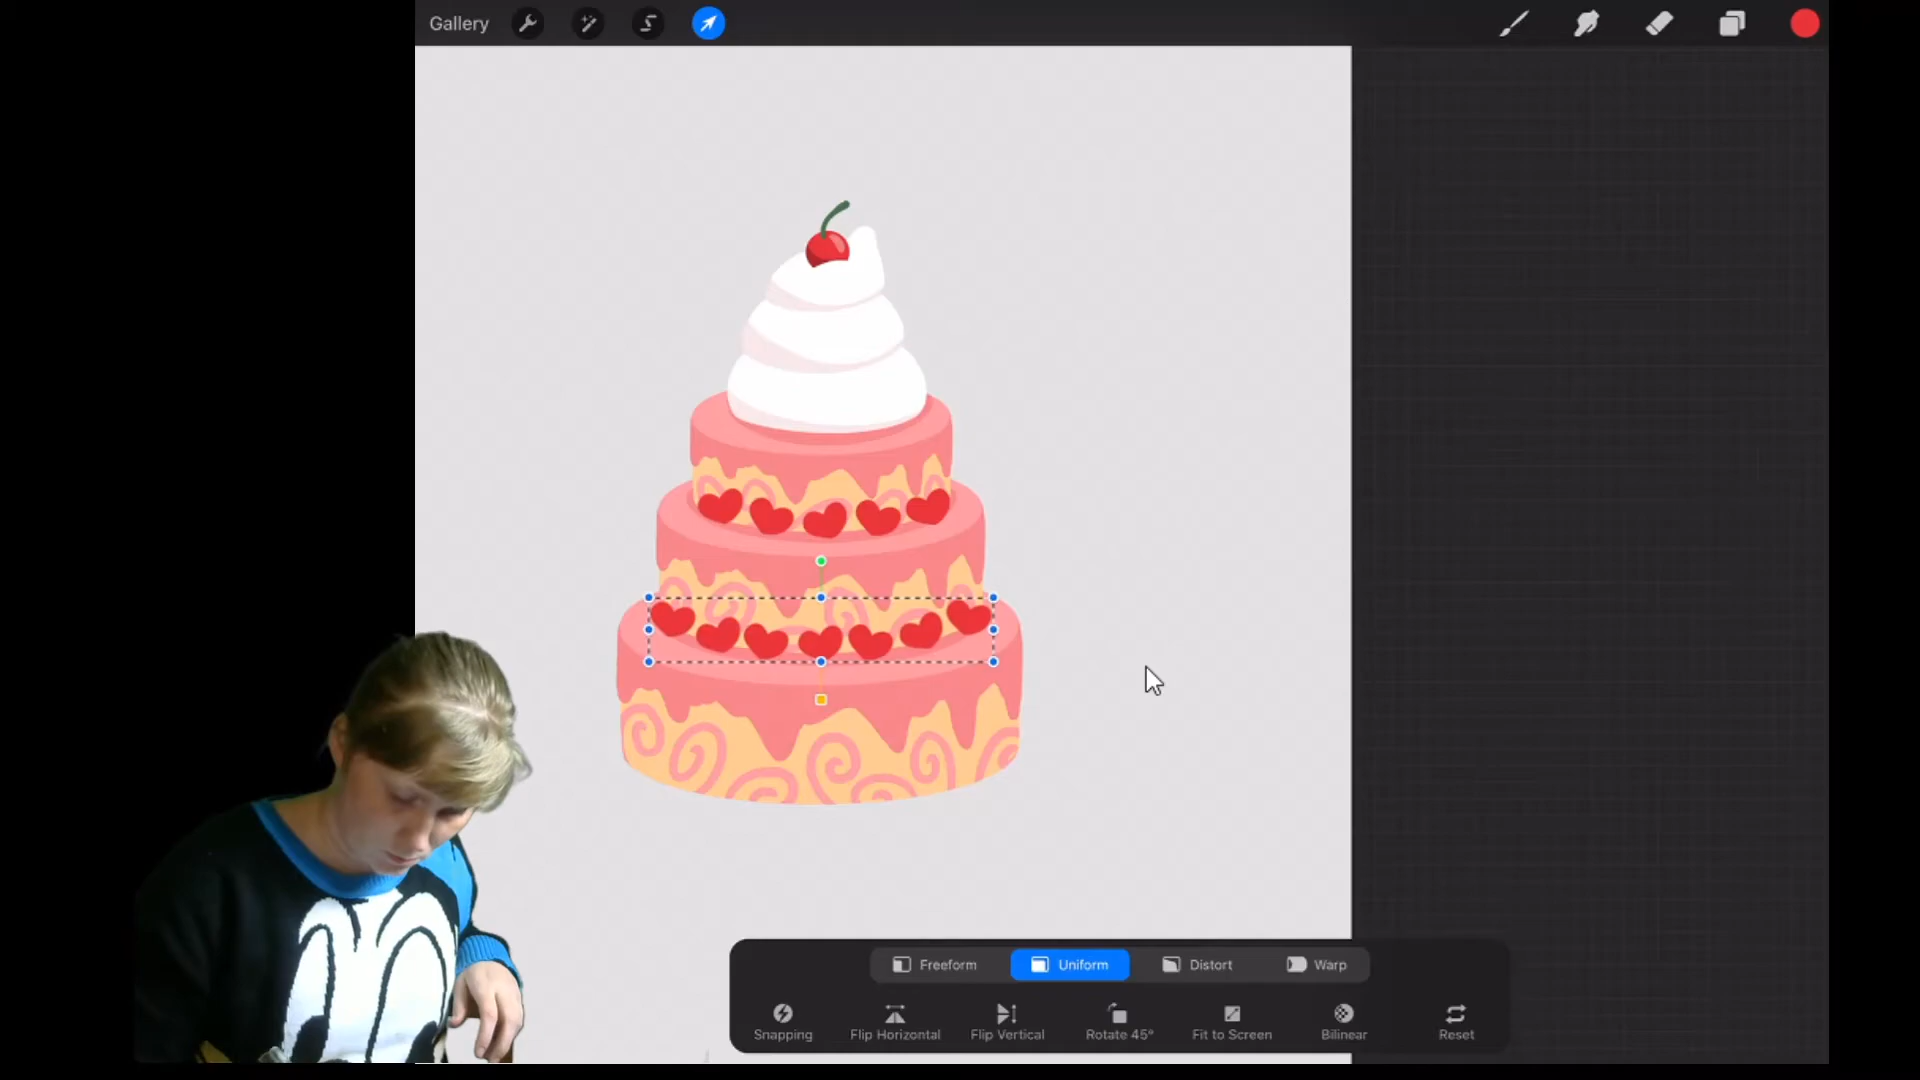 Gallery
Freeform Uniform Distort Warp
Snapping Flip Horizontal Flip Vertical Rotate 45° Fit to Screen Bilinear Reset